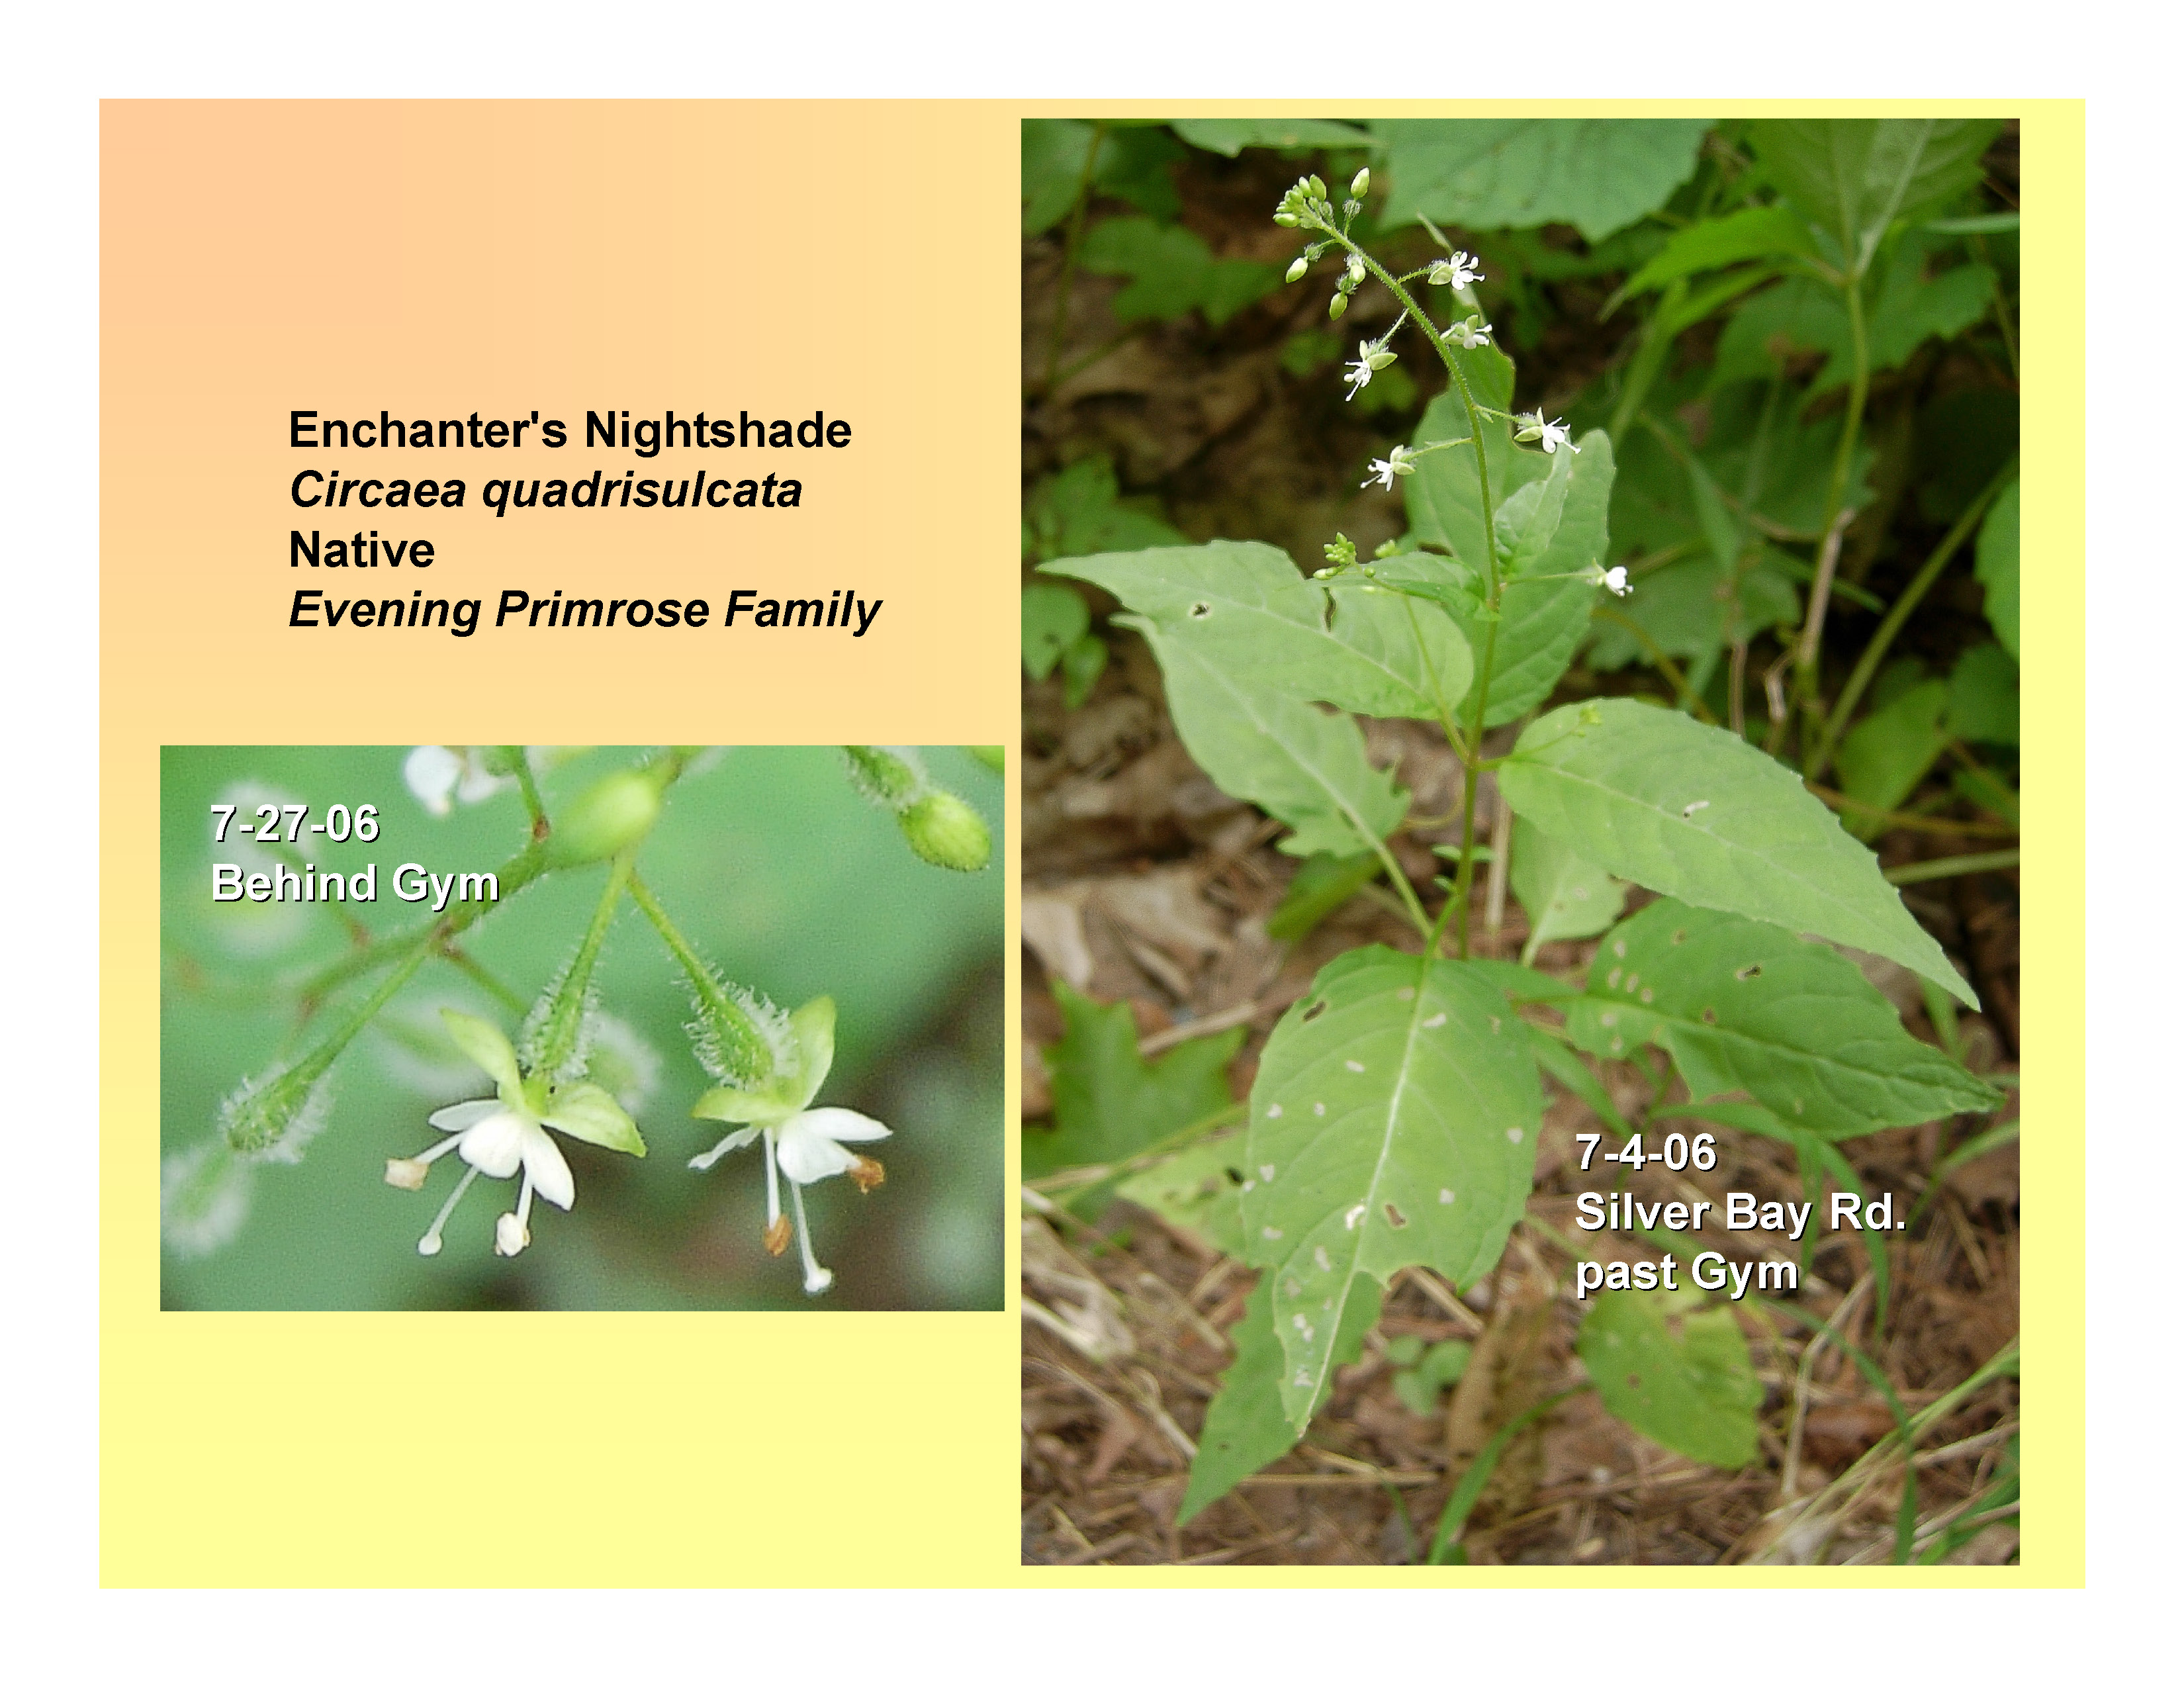 Enchanter's Nightshade
Circaea quadrisulcata
Native
Evening Primrose Family
7-27-06
Behind Gym
7-4-06
Silver Bay Rd.
past Gym